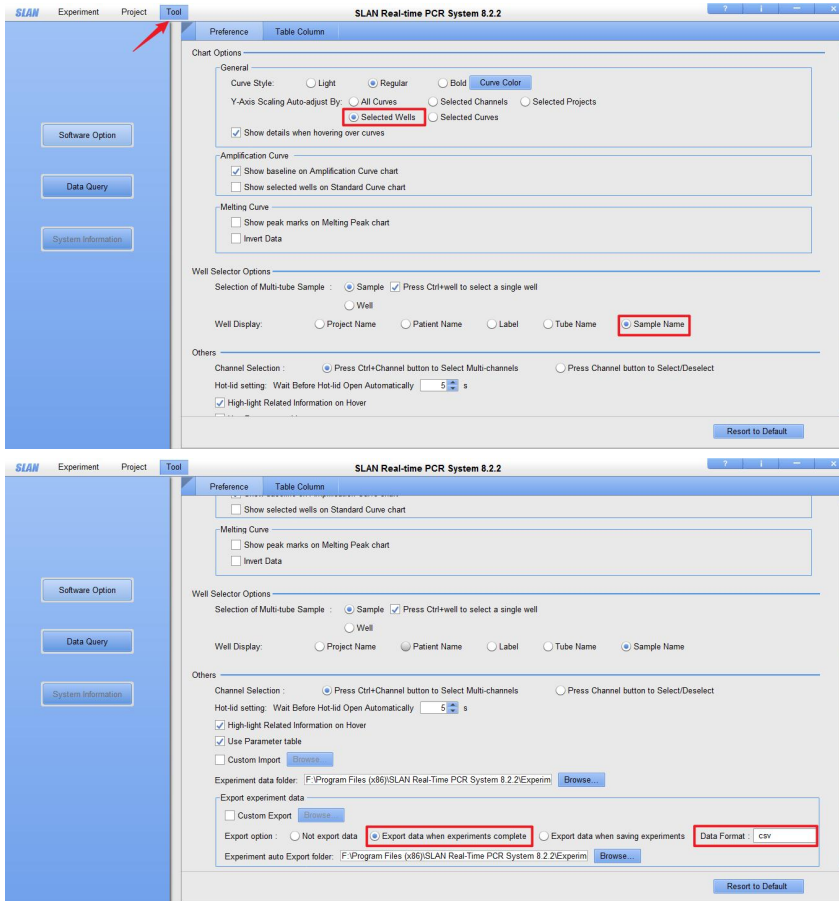 SLAN Experiment Project Tool SLAN Real-time PCR System 8.2.2 ? i – x
Preference Table Column
Chart Options
General
Curve Style: Light Regular Bold Curve Color
Y-Axis Scaling Auto-adjust By: All Curves Selected Channels Selected Projects
Selected Wells Selected Curves
Show details when hovering over curves
Software Option
Amplification Curve
Show baseline on Amplification Curve chart
Data Query
Show selected wells on Standard Curve chart
Melting Curve
Show peak marks on Melting Peak chart
System Information
Invert Data
Well Selector Options
Selection of Multi-tube Sample : Sample Press Ctrl+well to select a single well
Well
Well Display: Project Name Patient Name Label Tube Name Sample Name
Others
Channel Selection : Press Ctrl+Channel button to Select Multi-channels Press Channel button to Select/Deselect
Hot-lid setting: Wait Before Hot-lid Open Automatically 5 s
High-light Related Information on Hover
Resort to Default
SLAN Experiment Project Tool SLAN Real-time PCR System 8.2.2 ? i – x
Preference Table Column
Show selected wells on Standard Curve chart
Melting Curve
Show peak marks on Melting Peak chart
Invert Data
Software Option
Well Selector Options
Selection of Multi-tube Sample : Sample Press Ctrl+well to select a single well
Well
Data Query
Well Display: Project Name Patient Name Label Tube Name Sample Name
Others
System Information
Channel Selection : Press Ctrl+Channel button to Select Multi-channels Press Channel button to Select/Deselect
Hot-lid setting: Wait Before Hot-lid Open Automatically 5 s
High-light Related Information on Hover
Use Parameter table
Custom Import Browse...
Experiment data folder: F:\Program Files (x86)\SLAN Real-Time PCR System 8.2.2\Experim Browse...
Export experiment data
Custom Export Browse...
Export option : Not export data Export data when experiments complete Export data when saving experiments Data Format : csv
Experiment auto Export folder: F:\Program Files (x86)\SLAN Real-Time PCR System 8.2.2\Experim Browse...
Resort to Default